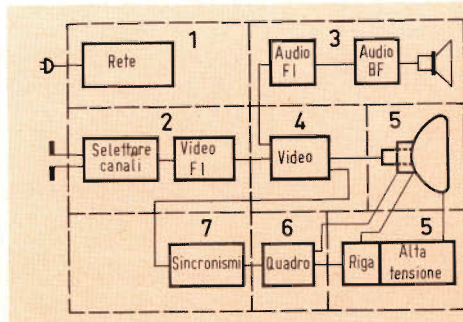 1
3
Rete
Audio
FI
Audio
BF
2
4
5
Selettore
canali
Video
FI
Video
7
6
5
Sincronismi
Quadro
Riga
Alta
tensione